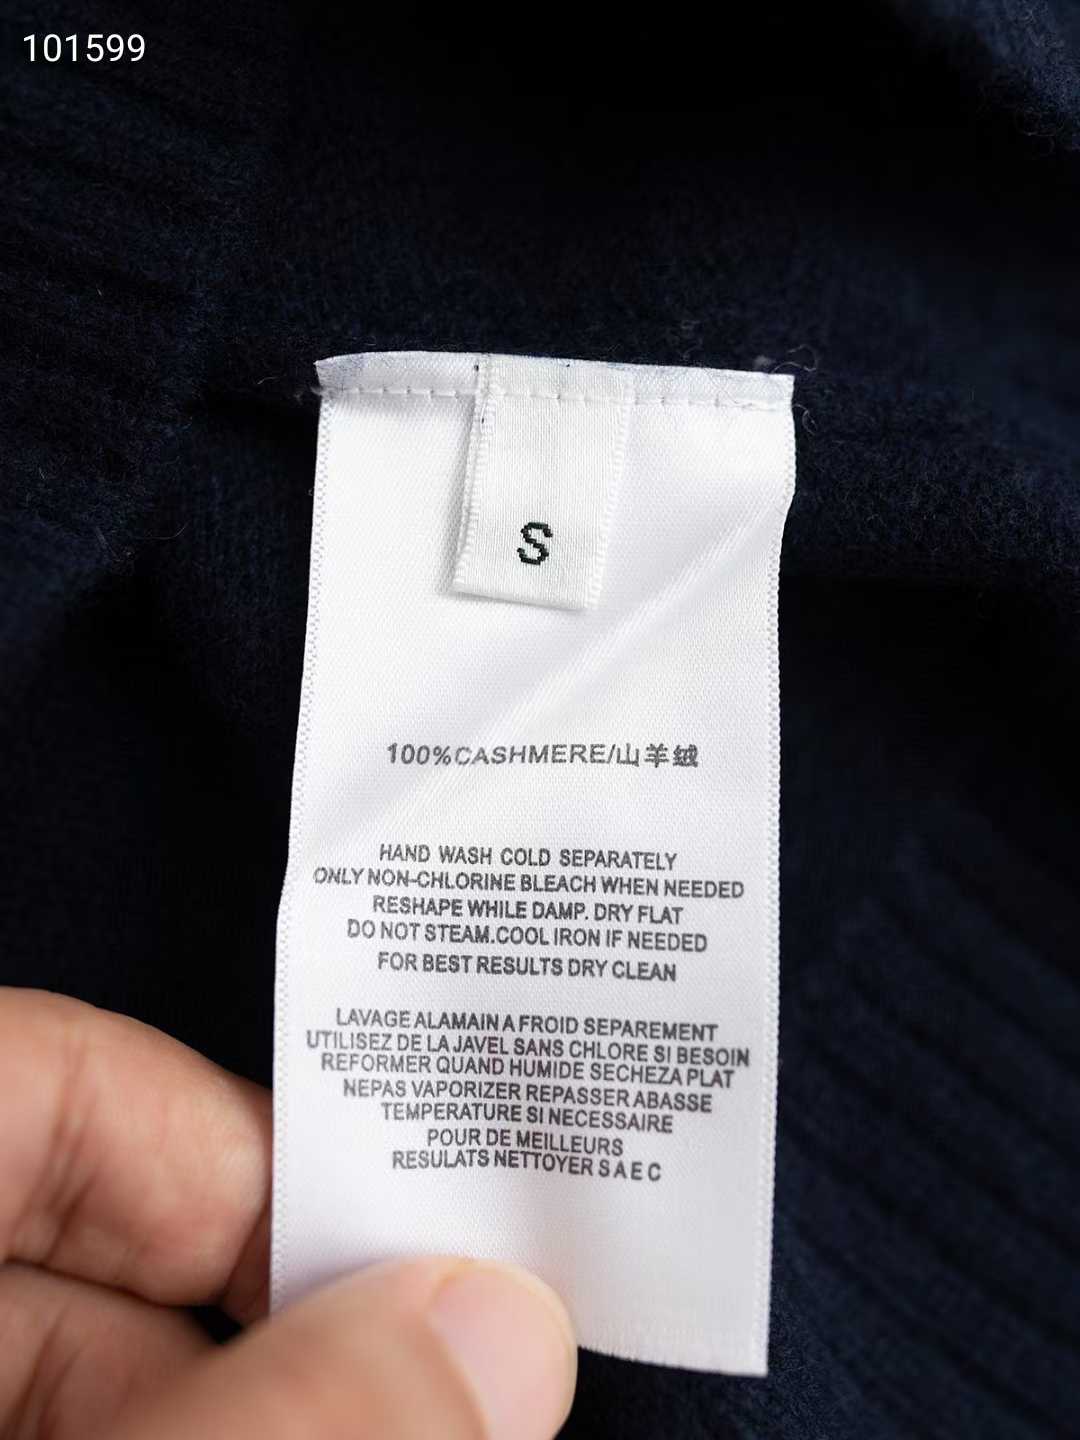 101599
S
100%CASHMERE/山羊绒
HAND WASH COLD SEPARATELY
ONLY NON-CHLORINE BLEACH WHEN NEEDED
RESHAPE WHILE DAMP. DRY FLAT
DO NOT STEAM.COOL IRON IF NEEDED
FOR BEST RESULTS DRY CLEAN
LAVAGE ALAMAIN A FROID SEPAREMENT
UTILISEZ DE LA JAVEL SANS CHLORE SI BESOIN
REFORMER QUAND HUMIDE SECHEZA PLAT
NEPAS VAPORIZER REPASSER ABASSE
TEMPERATURE SI NECESSAIRE
POUR DE MEILLEURS
RESULATS NETTOYER S A E C